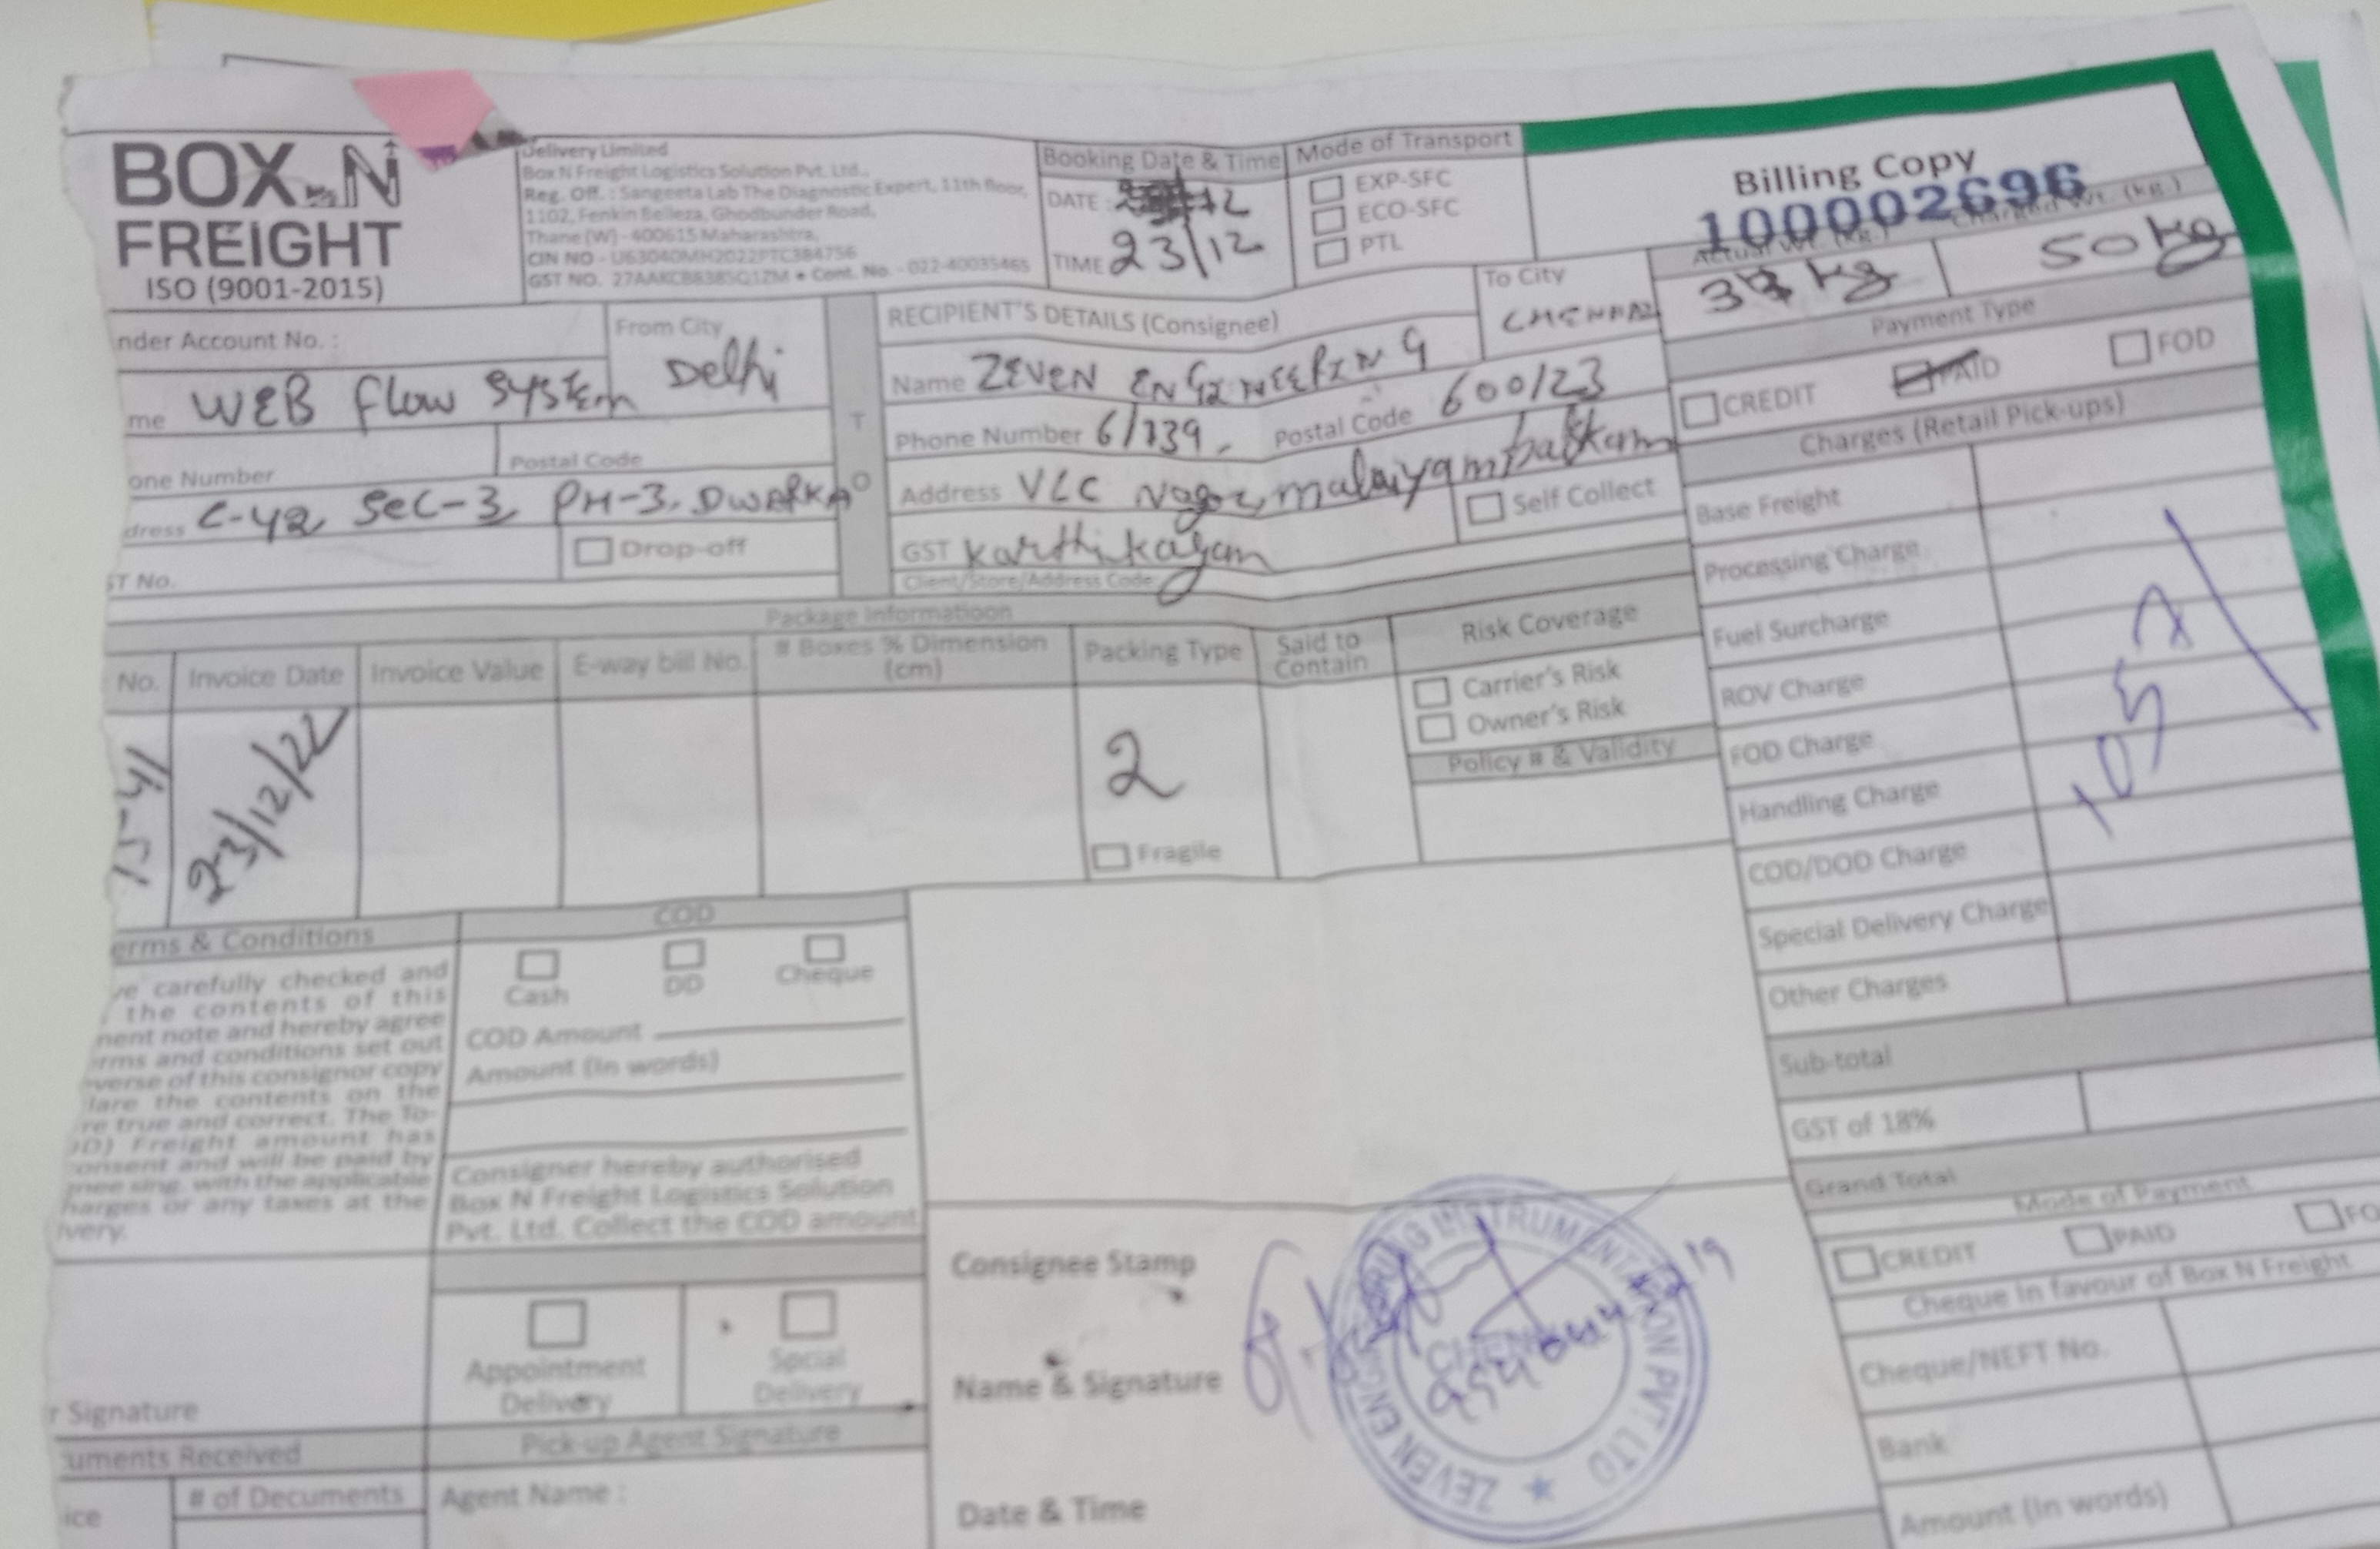 BOX N
FREIGHT
ISO (9001-2015)
Delivery Limited
Box N Freight Logistics Solution Pvt. Ltd.,
Reg. Off. : Sangeeta Lab The Diagnostic Expert, 11th floor,
1102, Fenkin Belleza, Ghodbunder Road,
Thane (W) - 400615 Maharashtra,
CIN NO - U63040MH2022PTC384756
GST NO. 27AAKCB8385Q1ZM • Cont. No. - 022-40035465
Booking Date & Time
DATE :
TIME 23/12
Mode of Transport
EXP-SFC
ECO-SFC
PTL
Billing Copy
100002696
Actual Wt. (kg.) Charged Wt. (kg.)
kg 50 kg
nder Account No. :
From City
Delhi
me WEB flow SYSTEM
one Number
Postal Code
dress C-42, SEC-3, PH-3, DWARKA
Drop-off
ST No.
TO
RECIPIENT'S DETAILS (Consignee)
To City
CHENNAI
Name ZEVEN ENGINEERING
Phone Number 6/339, Postal Code 600123
Address VLC Nagar,
Self Collect
GST Karthikayan
Client/Store/Address Code
Payment Type
CREDIT PAID FOD
Charges (Retail Pick-ups)
Base Freight
Processing Charge
Fuel Surcharge
ROV Charge
FOD Charge
Handling Charge
COD/DOD Charge
Special Delivery Charge
Other Charges
Sub-total
GST of 18%
Grand Total
Mode of Payment
CREDIT PAID FO
Cheque in favour of Box N Freight
Cheque/NEFT No.
Bank
Amount (In words)
Package Informatioon
No. Invoice Date Invoice Value E-way bill No. # Boxes % Dimension (cm) Packing Type Said to Contain
23/12/22
2
Fragile
Risk Coverage
Carrier's Risk
Owner's Risk
Policy # & Validity
erms & Conditions
ve carefully checked and
the contents of this
ment note and hereby agree
erms and conditions set out
verse of this consignor copy
lare the contents on the
re true and correct. The To-
OD) Freight amount has
onsent and will be paid by
nee sing. with the applicable
harges or any taxes at the
ivery.
COD
Cash DD Cheque
COD Amount
Amount (In words)
Consigner hereby authorised
Box N Freight Logistics Solution
Pvt. Ltd. Collect the COD amount
Appointment
Delivery
Spcial
Delivery
r Signature
uments Received
Pick-up Agent Signature
ice
# of Decuments
Agent Name :
Consignee Stamp
Name & Signature
Date & Time
ZEVEN ENGINEERING INSTRUMENTATION PVT LTD